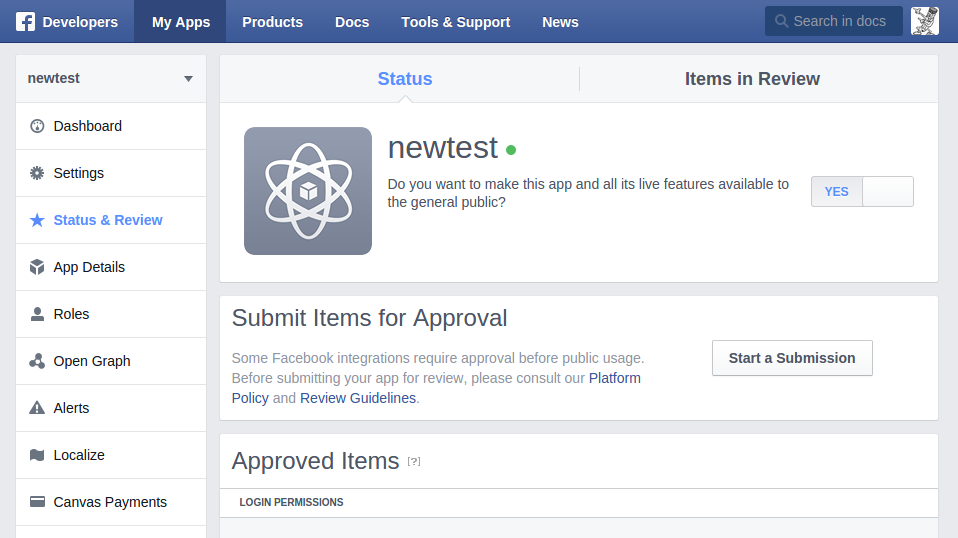 Developers My Apps Products Docs Tools & Support News Search in docs
newtest
Dashboard
Settings
Status & Review
App Details
Roles
Open Graph
Alerts
Localize
Canvas Payments
Status Items in Review
newtest
Do you want to make this app and all its live features available to
the general public?
YES
Submit Items for Approval
Some Facebook integrations require approval before public usage.
Before submitting your app for review, please consult our Platform
Policy and Review Guidelines.
Start a Submission
Approved Items [?]
LOGIN PERMISSIONS